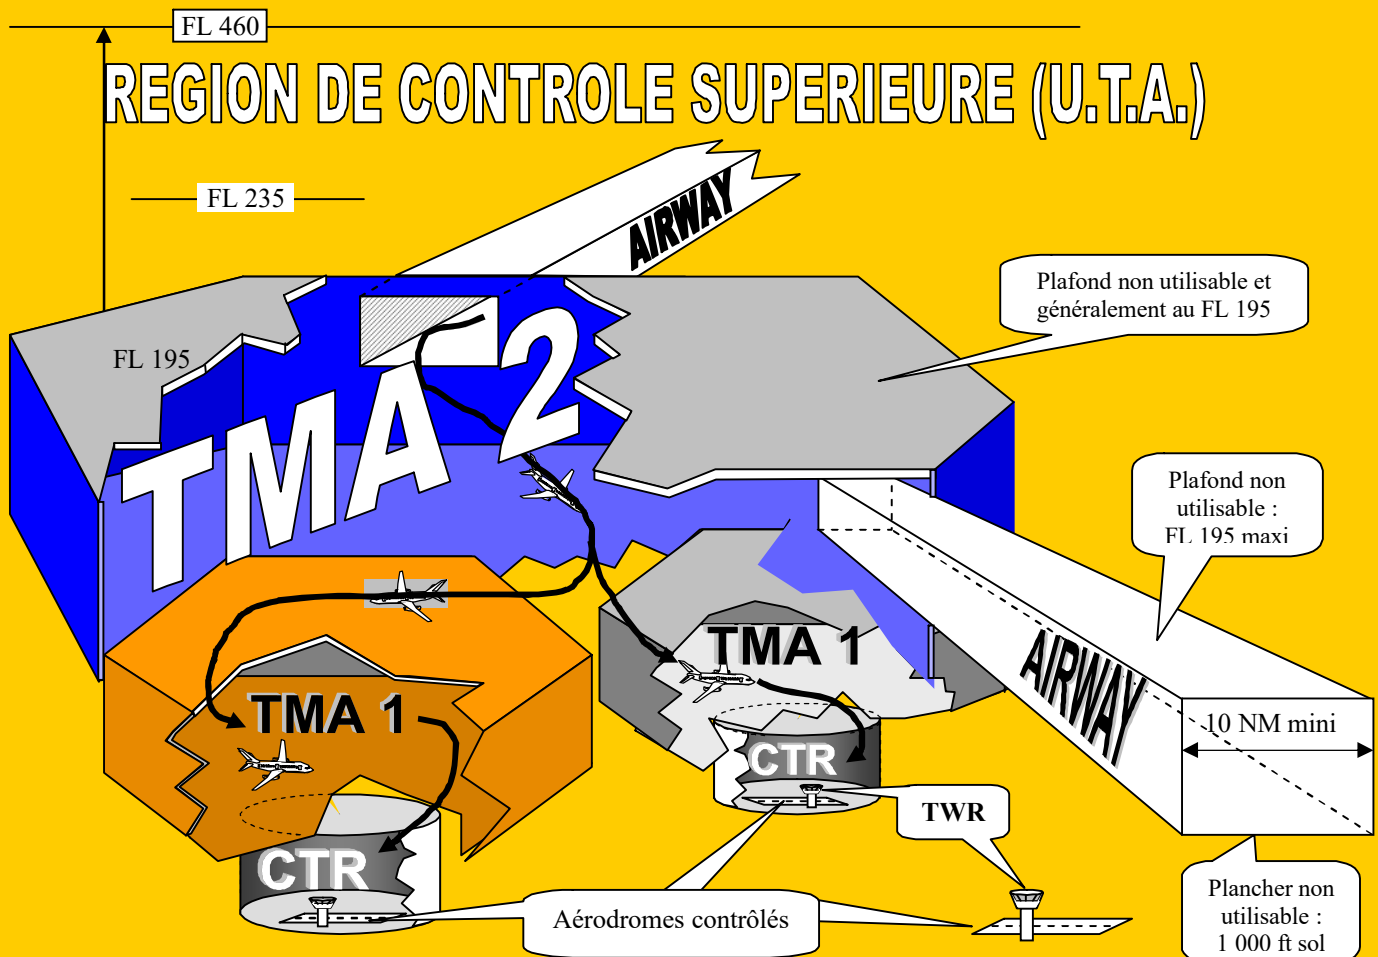 FL 460
REGION DE CONTROLE SUPERIEURE (U.T.A.)
FL 235
AIRWAY
Plafond non utilisable et
généralement au FL 195
FL 195
TMA 2
Plafond non
utilisable :
FL 195 maxi
TMA 1
AIRWAY
TMA 1
10 NM mini
CTR
TWR
CTR
Aérodromes contrôlés
Plancher non
utilisable :
1 000 ft sol